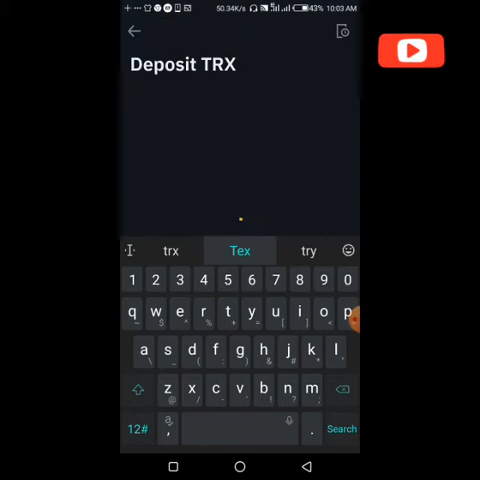 50.34K/s 43% 10:03 AM
Deposit TRX
trx Tex try
1 2 3 4 5 6 7 8 9 0
q w e r t y u i o p
~ $ % + = [ ] < 
a s d f g h j k l
\ _ ( ) : & # * "
z x c v b n m
@ / - ' ! ? ^
12# a , . Search